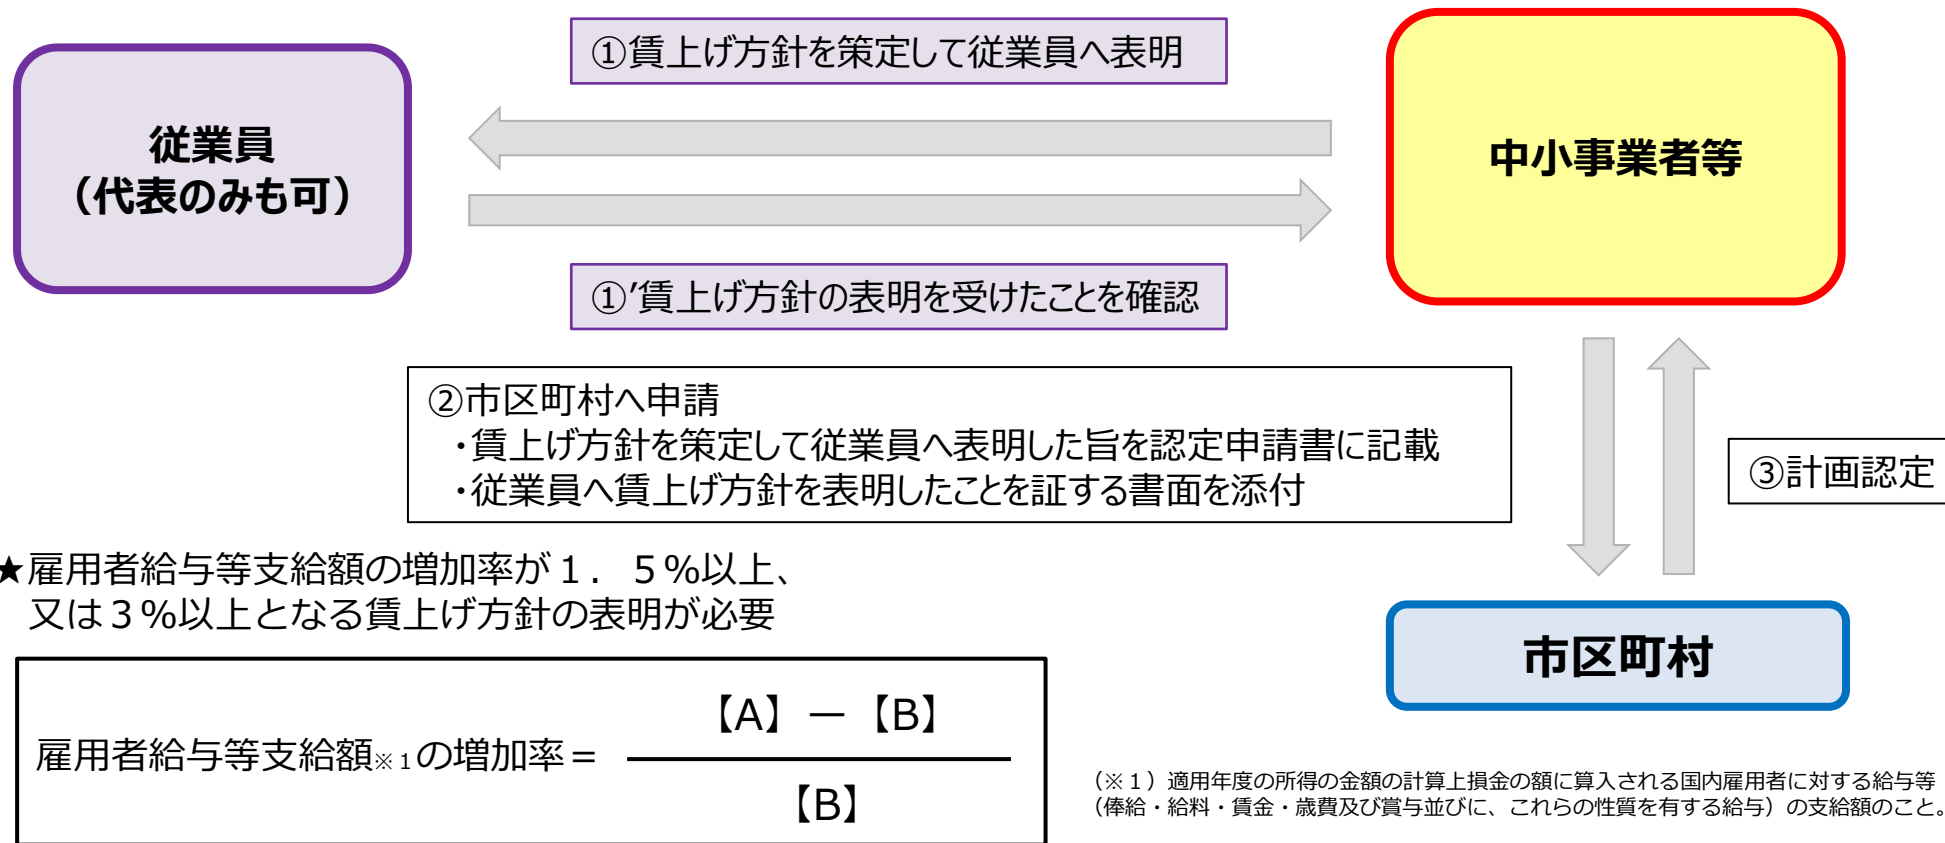 ①賃上げ方針を策定して従業員へ表明
従業員
（代表のみも可）
中小事業者等
①’賃上げ方針の表明を受けたことを確認
②市区町村へ申請
・賃上げ方針を策定して従業員へ表明した旨を認定申請書に記載
・従業員へ賃上げ方針を表明したことを証する書面を添付
③計画認定
★雇用者給与等支給額の増加率が１．５％以上、
又は３％以上となる賃上げ方針の表明が必要
市区町村
雇用者給与等支給額※１の増加率＝
【A】－【B】
【B】
（※１）適用年度の所得の金額の計算上損金の額に算入される国内雇用者に対する給与等
（俸給・給料・賃金・歳費及び賞与並びに、これらの性質を有する給与）の支給額のこと。